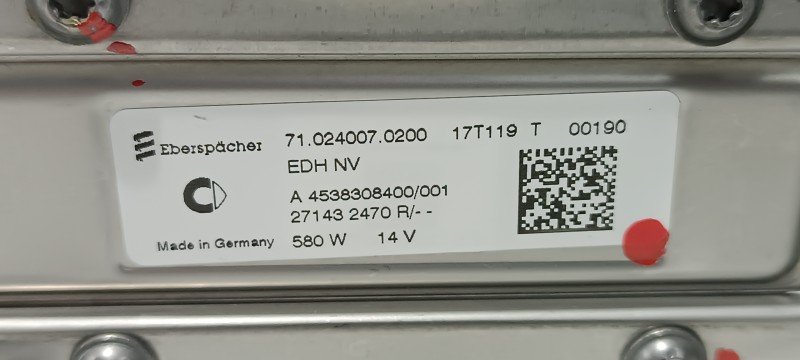 Eberspächer
71.024007.0200 17T119 T 00190
EDH NV
A 4538308400/001
27143 2470 R/- -
Made in Germany
580 W 14 V